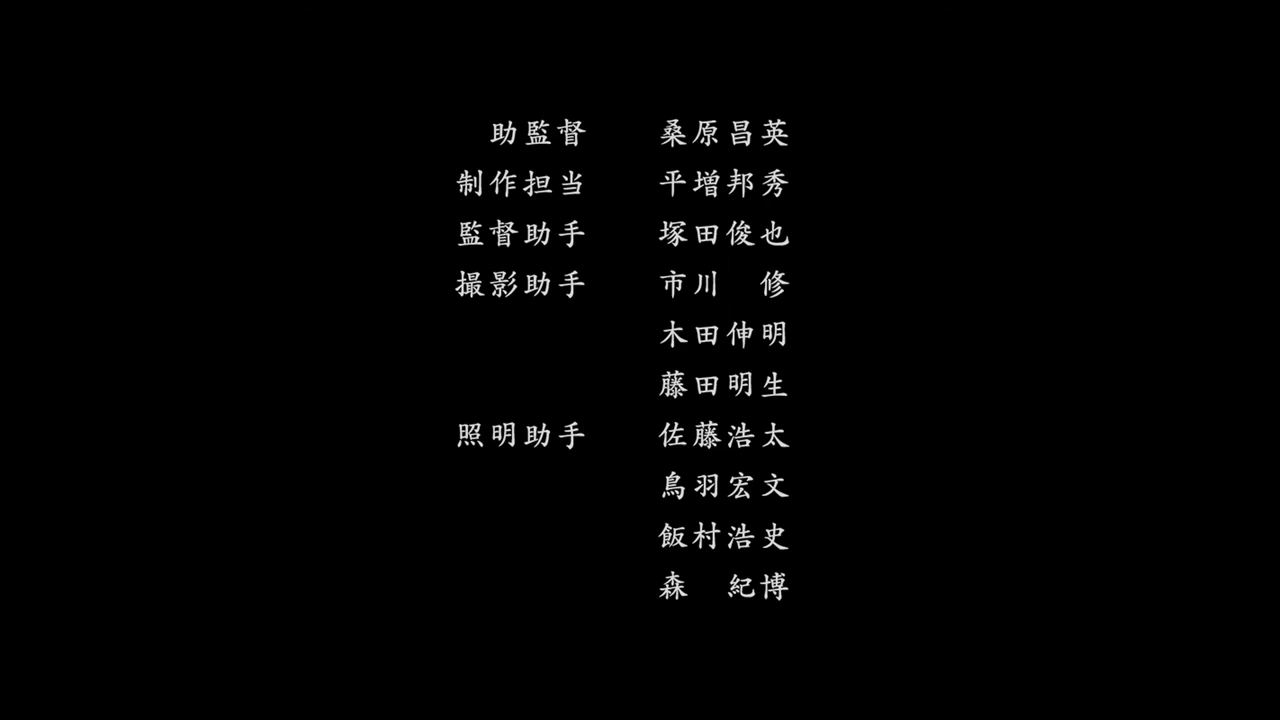 助監督　桑原昌英
制作担当　平増邦秀
監督助手　塚田俊也
撮影助手　市川　修
木田伸明
藤田明生
照明助手　佐藤浩太
鳥羽宏文
飯村浩史
森　紀博